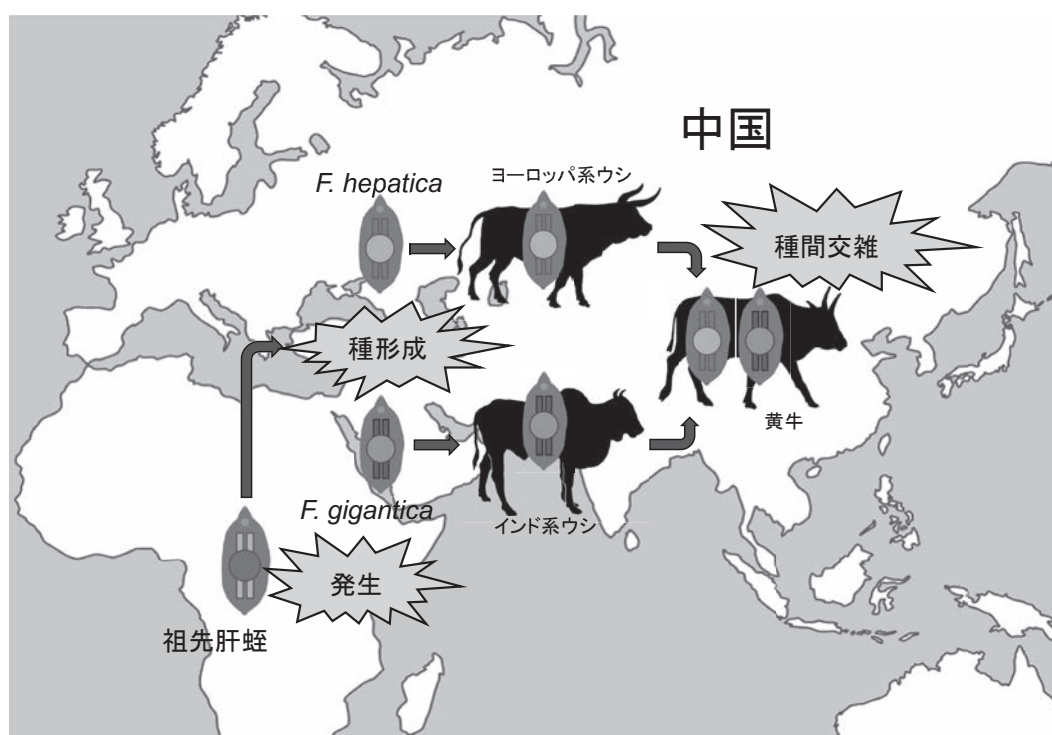 中国
F. hepatica
ヨーロッパ系ウシ
種間交雑
種形成
黄牛
F. gigantica
インド系ウシ
発生
祖先肝蛭